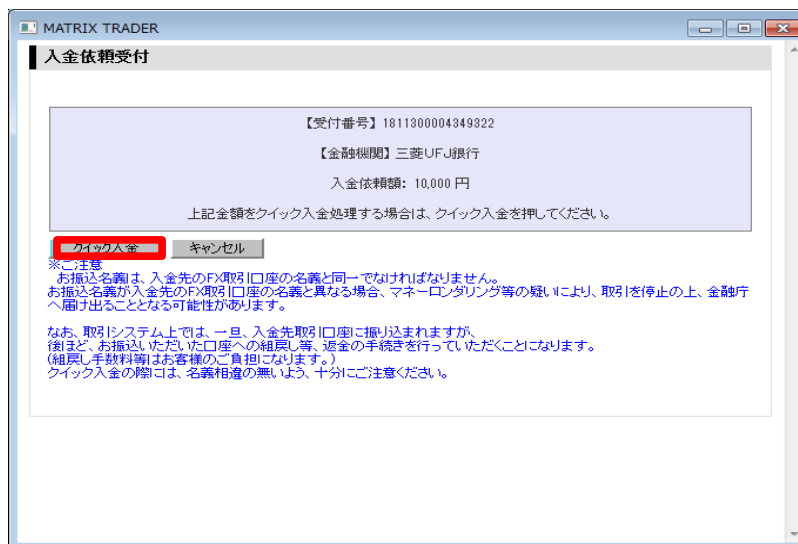 MATRIX TRADER
入金依頼受付
【受付番号】1811300004349322
【金融機関】三菱UFJ銀行
入金依頼額: 10,000 円
上記金額をクイック入金処理する場合は、クイック入金を押してください。
クイック入金 キャンセル
※ご注意
お振込名義は、入金先のFX取引口座の名義と同一でなければなりません。
お振込名義が入金先のFX取引口座の名義と異なる場合、マネーロンダリング等の疑いにより、取引を停止の上、金融庁
へ届け出ることとなる可能性があります。
なお、取引システム上では、一旦、入金先取引口座に振り込まれますが、
後ほど、お振込いただいた口座への組戻し等、返金の手続きを行っていただくことになります。
(組戻し手数料等はお客様のご負担になります。)
クイック入金の際には、名義相違の無いよう、十分にご注意ください。